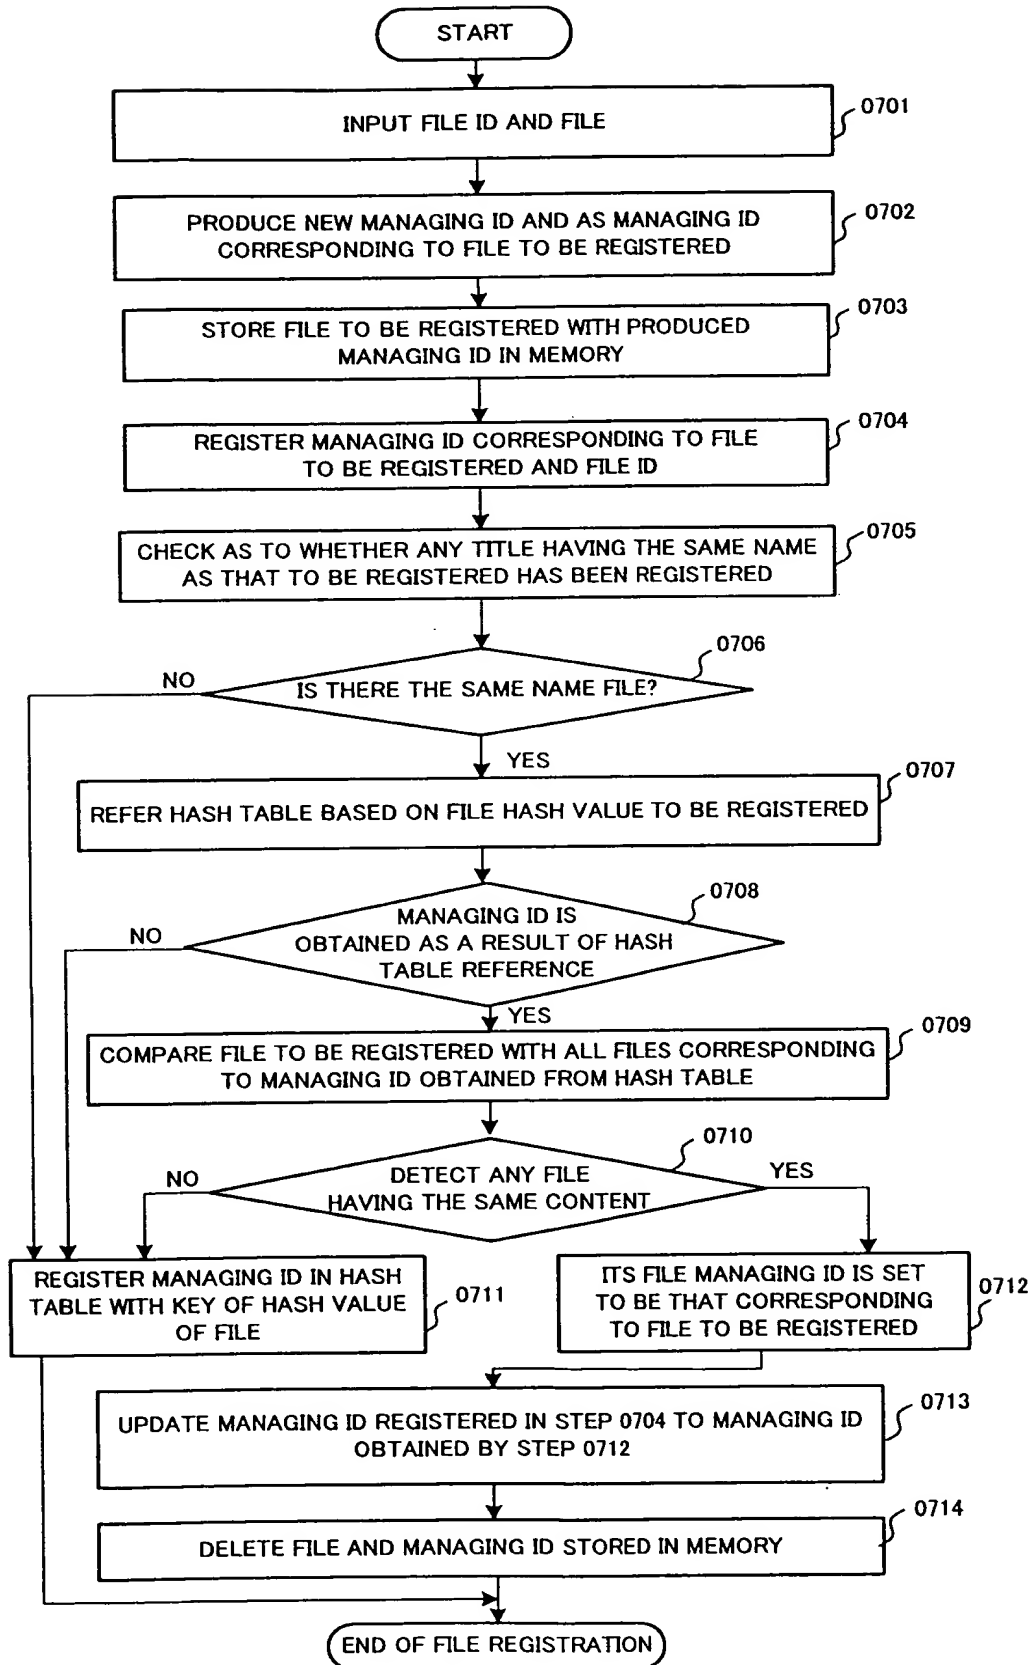 START
INPUT FILE ID AND FILE
0701
PRODUCE NEW MANAGING ID AND AS MANAGING ID
CORRESPONDING TO FILE TO BE REGISTERED
0702
STORE FILE TO BE REGISTERED WITH PRODUCED
MANAGING ID IN MEMORY
0703
REGISTER MANAGING ID CORRESPONDING TO FILE
TO BE REGISTERED AND FILE ID
0704
CHECK AS TO WHETHER ANY TITLE HAVING THE SAME NAME
AS THAT TO BE REGISTERED HAS BEEN REGISTERED
0705
IS THERE THE SAME NAME FILE?
0706
NO
YES
REFER HASH TABLE BASED ON FILE HASH VALUE TO BE REGISTERED
0707
MANAGING ID IS
OBTAINED AS A RESULT OF HASH
TABLE REFERENCE
0708
NO
YES
COMPARE FILE TO BE REGISTERED WITH ALL FILES CORRESPONDING
TO MANAGING ID OBTAINED FROM HASH TABLE
0709
DETECT ANY FILE
HAVING THE SAME CONTENT
0710
NO
YES
REGISTER MANAGING ID IN HASH
TABLE WITH KEY OF HASH VALUE
OF FILE
0711
ITS FILE MANAGING ID IS SET
TO BE THAT CORRESPONDING
TO FILE TO BE REGISTERED
0712
UPDATE MANAGING ID REGISTERED IN STEP 0704 TO MANAGING ID
OBTAINED BY STEP 0712
0713
DELETE FILE AND MANAGING ID STORED IN MEMORY
0714
END OF FILE REGISTRATION